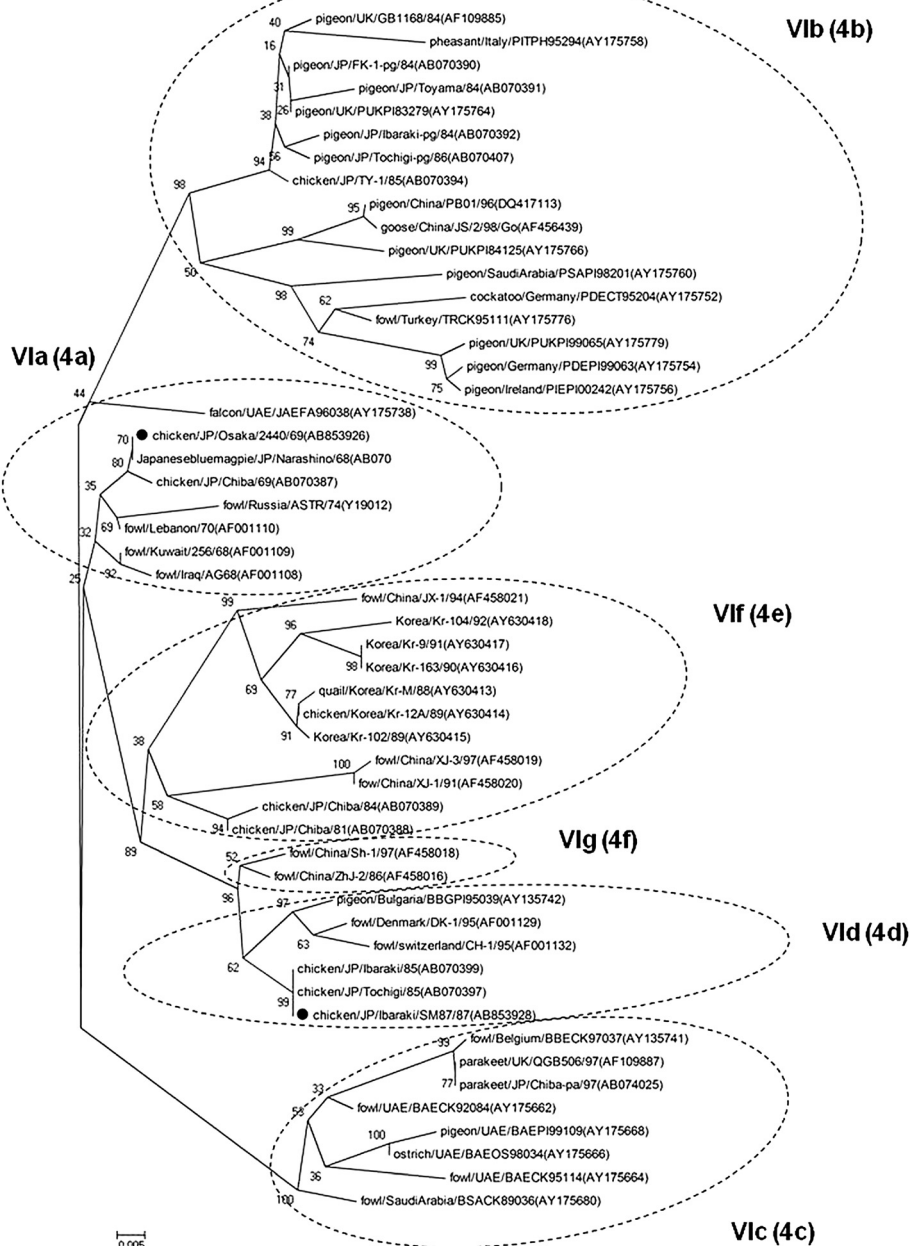 40
pigeon/UK/GB1168/84(AF109885)
VIb (4b)
16
pheasant/Italy/PITPH95294(AY175758)
pigeon/JP/FK-1-pg/84(AB070390)
31
pigeon/JP/Toyama/84(AB070391)
38
26
pigeon/UK/PUKPI83279(AY175764)
pigeon/JP/Ibaraki-pg/84(AB070392)
94
56
pigeon/JP/Tochigi-pg/86(AB070407)
98
chicken/JP/TY-1/85(AB070394)
95
pigeon/China/PB01/96(DQ417113)
99
goose/China/JS/2/98/Go(AF456439)
pigeon/UK/PUKPI84125(AY175766)
50
pigeon/SaudiArabia/PSAPI98201(AY175760)
98
62
cockatoo/Germany/PDECT95204(AY175752)
fowl/Turkey/TRCK95111(AY175776)
74
pigeon/UK/PUKPI99065(AY175779)
VIa (4a)
99
pigeon/Germany/PDEPI99063(AY175754)
75
pigeon/Ireland/PIEPI00242(AY175756)
44
falcon/UAE/JAEFA96038(AY175738)
70
chicken/JP/Osaka/2440/69(AB853926)
80
Japanesebluemagpie/JP/Narashino/68(AB070
35
chicken/JP/Chiba/69(AB070387)
fowl/Russia/ASTR/74(Y19012)
32
69
fowl/Lebanon/70(AF001110)
fowl/Kuwait/256/68(AF001109)
25
92
fowl/Iraq/AG68(AF001108)
99
fowl/China/JX-1/94(AF458021)
VIf (4e)
96
Korea/Kr-104/92(AY630418)
Korea/Kr-9/91(AY630417)
98
Korea/Kr-163/90(AY630416)
69
77
quail/Korea/Kr-M/88(AY630413)
chicken/Korea/Kr-12A/89(AY630414)
91
Korea/Kr-102/89(AY630415)
38
100
fowl/China/XJ-3/97(AF458019)
fow/China/XJ-1/91(AF458020)
58
chicken/JP/Chiba/84(AB070389)
94
chicken/JP/Chiba/81(AB070388)
89
52
fowl/China/Sh-1/97(AF458018)
VIg (4f)
fowl/China/ZhJ-2/86(AF458016)
96
97
pigeon/Bulgaria/BBGPI95039(AY135742)
fowl/Denmark/DK-1/95(AF001129)
63
fowl/switzerland/CH-1/95(AF001132)
VId (4d)
62
chicken/JP/Ibaraki/85(AB070399)
99
chicken/JP/Tochigi/85(AB070397)
chicken/JP/Ibaraki/SM87/87(AB853928)
99
fowl/Belgium/BBECK97037(AY135741)
parakeet/UK/QGB506/97(AF109887)
77
parakeet/JP/Chiba-pa/97(AB074025)
33
fowl/UAE/BAECK92084(AY175662)
53
100
pigeon/UAE/BAEPI99109(AY175668)
ostrich/UAE/BAEOS98034(AY175666)
36
fowl/UAE/BAECK95114(AY175664)
100
fowl/SaudiArabia/BSACK89036(AY175680)
VIc (4c)
0.005